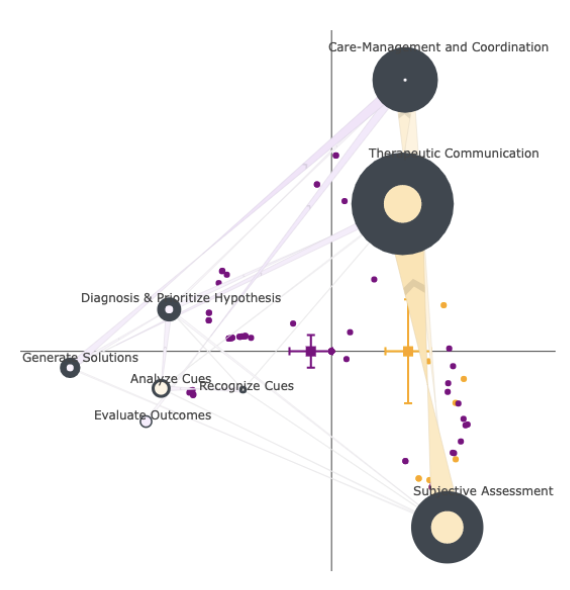 Care-Management and Coordination
Therapeutic Communication
Diagnosis & Prioritize Hypothesis
Generate Solutions
Analyze Cues
Recognize Cues
Evaluate Outcomes
Subjective Assessment